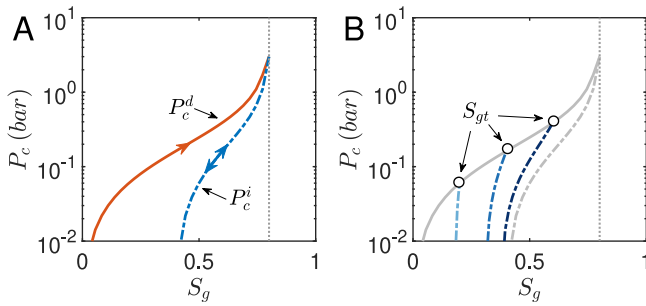 A
P_c (bar)
10^1
10^0
10^-1
10^-2
P_c^d
P_c^i
0
0.5
1
S_g
B
P_c (bar)
10^1
10^0
10^-1
10^-2
S_gt
0
0.5
1
S_g